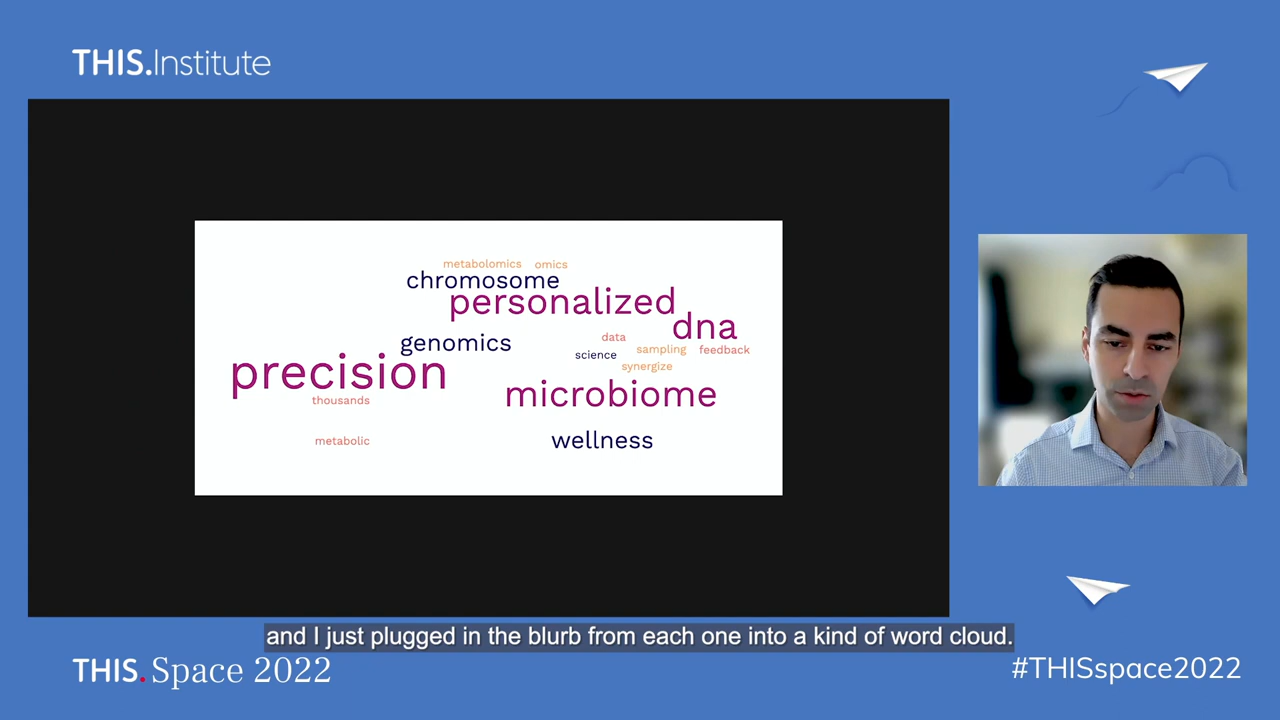 THIS.Institute
metabolomics omics
chromosome
personalized
dna
data
genomics
sampling feedback
science
synergize
precision
microbiome
thousands
wellness
metabolic
and I just plugged in the blurb from each one into a kind of word cloud.
THIS. Space 2022
#THISspace2022